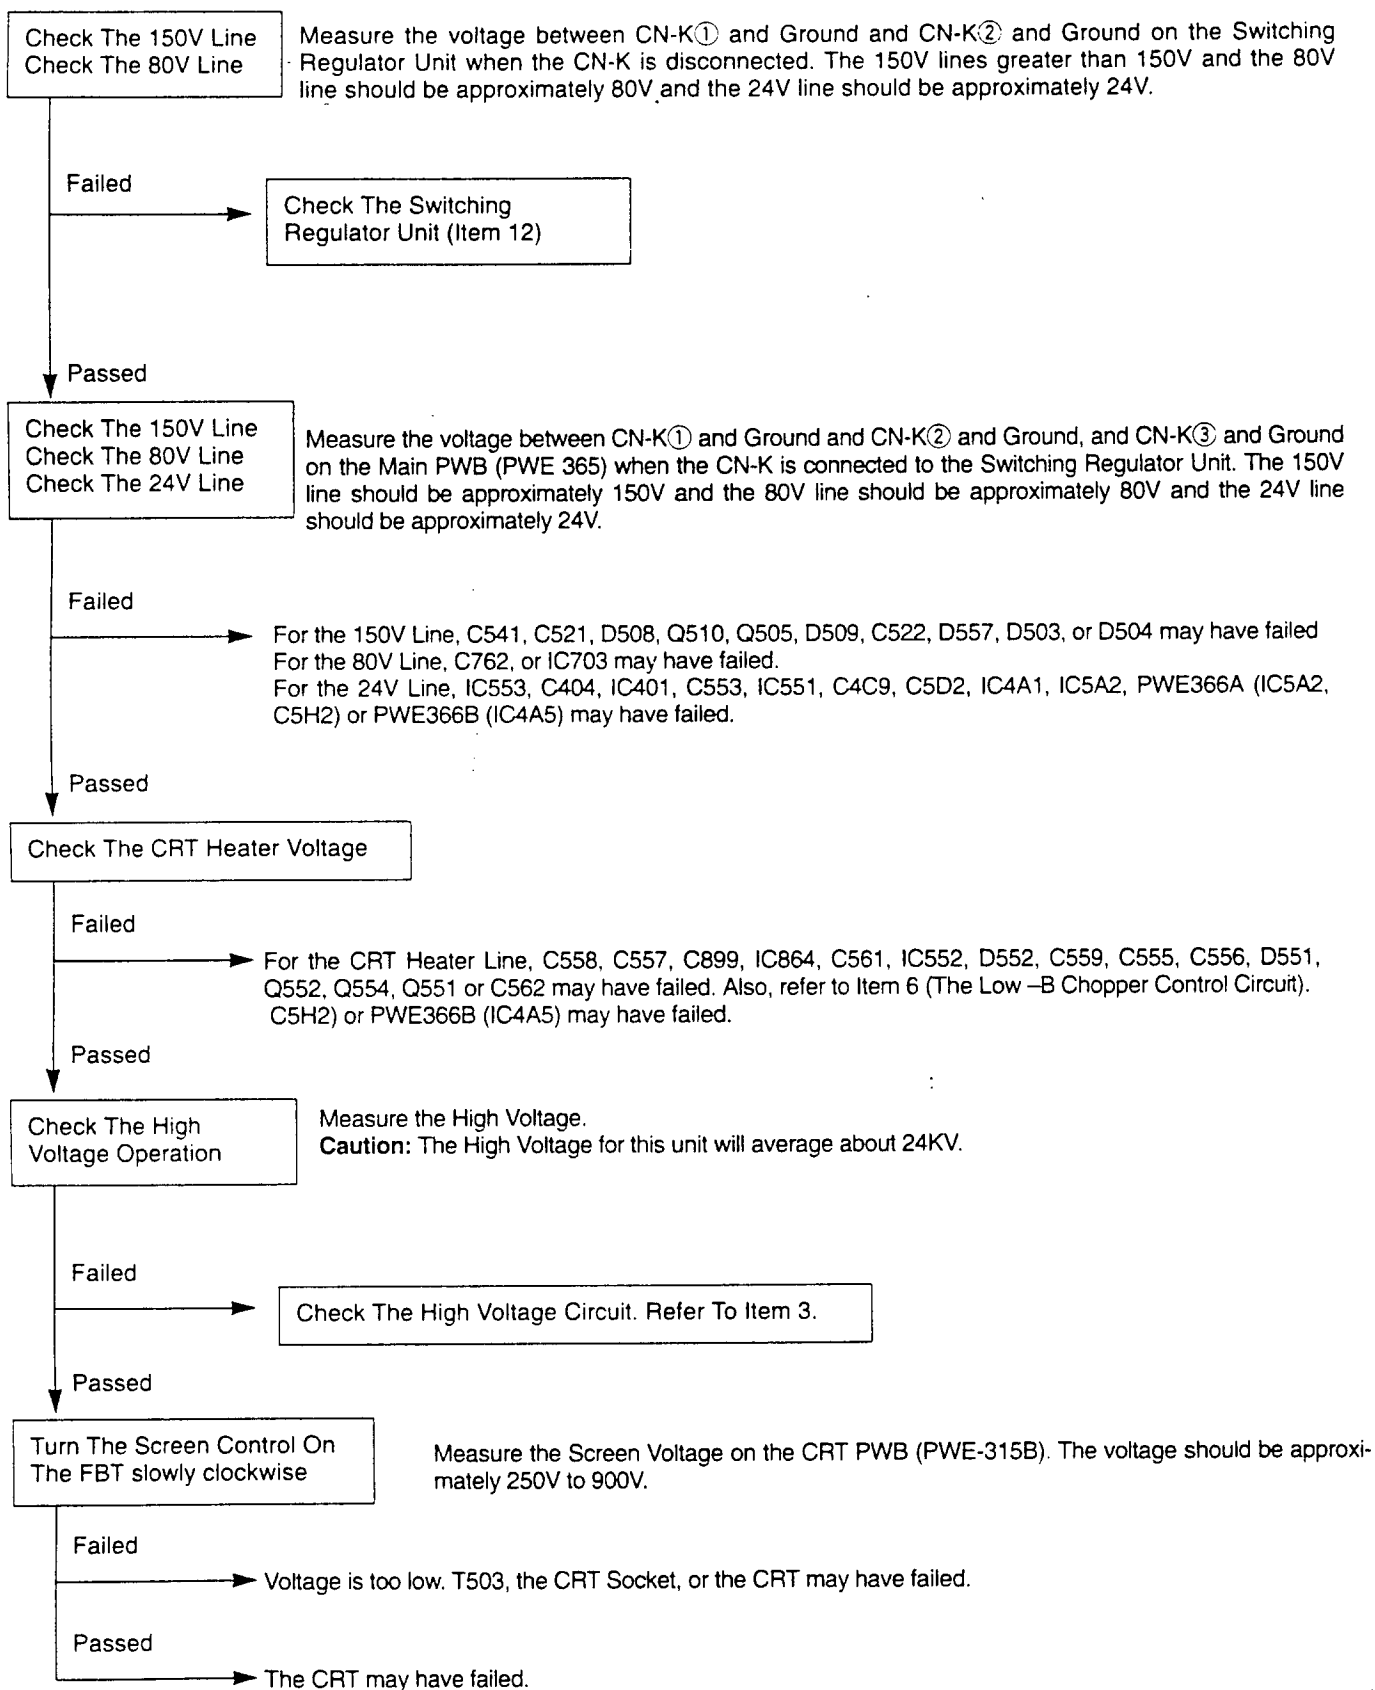 Check The 150V Line
Check The 80V Line
Measure the voltage between CN-K① and Ground and CN-K② and Ground on the Switching
Regulator Unit when the CN-K is disconnected. The 150V lines greater than 150V and the 80V
line should be approximately 80V and the 24V line should be approximately 24V.
Failed
Check The Switching
Regulator Unit (Item 12)
Passed
Check The 150V Line
Check The 80V Line
Check The 24V Line
Measure the voltage between CN-K① and Ground and CN-K② and Ground, and CN-K③ and Ground
on the Main PWB (PWE 365) when the CN-K is connected to the Switching Regulator Unit. The 150V
line should be approximately 150V and the 80V line should be approximately 80V and the 24V line
should be approximately 24V.
Failed
For the 150V Line, C541, C521, D508, Q510, Q505, D509, C522, D557, D503, or D504 may have failed
For the 80V Line, C762, or IC703 may have failed.
For the 24V Line, IC553, C404, IC401, C553, IC551, C4C9, C5D2, IC4A1, IC5A2, PWE366A (IC5A2,
C5H2) or PWE366B (IC4A5) may have failed.
Passed
Check The CRT Heater Voltage
Failed
For the CRT Heater Line, C558, C557, C899, IC864, C561, IC552, D552, C559, C555, C556, D551,
Q552, Q554, Q551 or C562 may have failed. Also, refer to Item 6 (The Low –B Chopper Control Circuit).
C5H2) or PWE366B (IC4A5) may have failed.
Passed
Check The High
Voltage Operation
Measure the High Voltage.
Caution: The High Voltage for this unit will average about 24KV.
Failed
Check The High Voltage Circuit. Refer To Item 3.
Passed
Turn The Screen Control On
The FBT slowly clockwise
Measure the Screen Voltage on the CRT PWB (PWE-315B). The voltage should be approxi-
mately 250V to 900V.
Failed
Voltage is too low. T503, the CRT Socket, or the CRT may have failed.
Passed
The CRT may have failed.